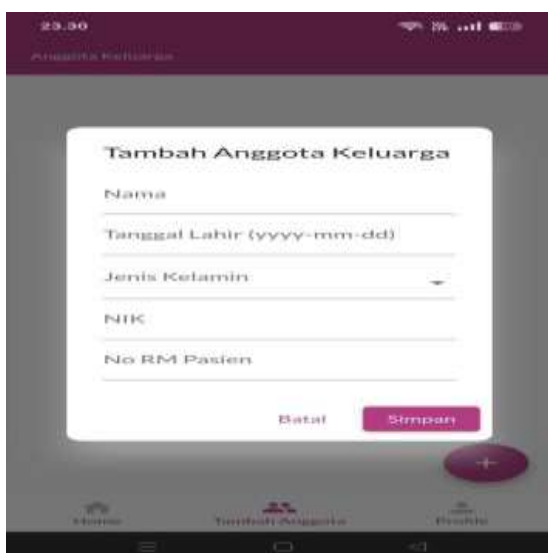 23.30
Anggota Keluarga
Tambah Anggota Keluarga
Nama
Tanggal Lahir (yyyy-mm-dd)
Jenis Kelamin
NIK
No RM Pasien
Batal
Simpan
+
Home
Tambah Anggota
Profile